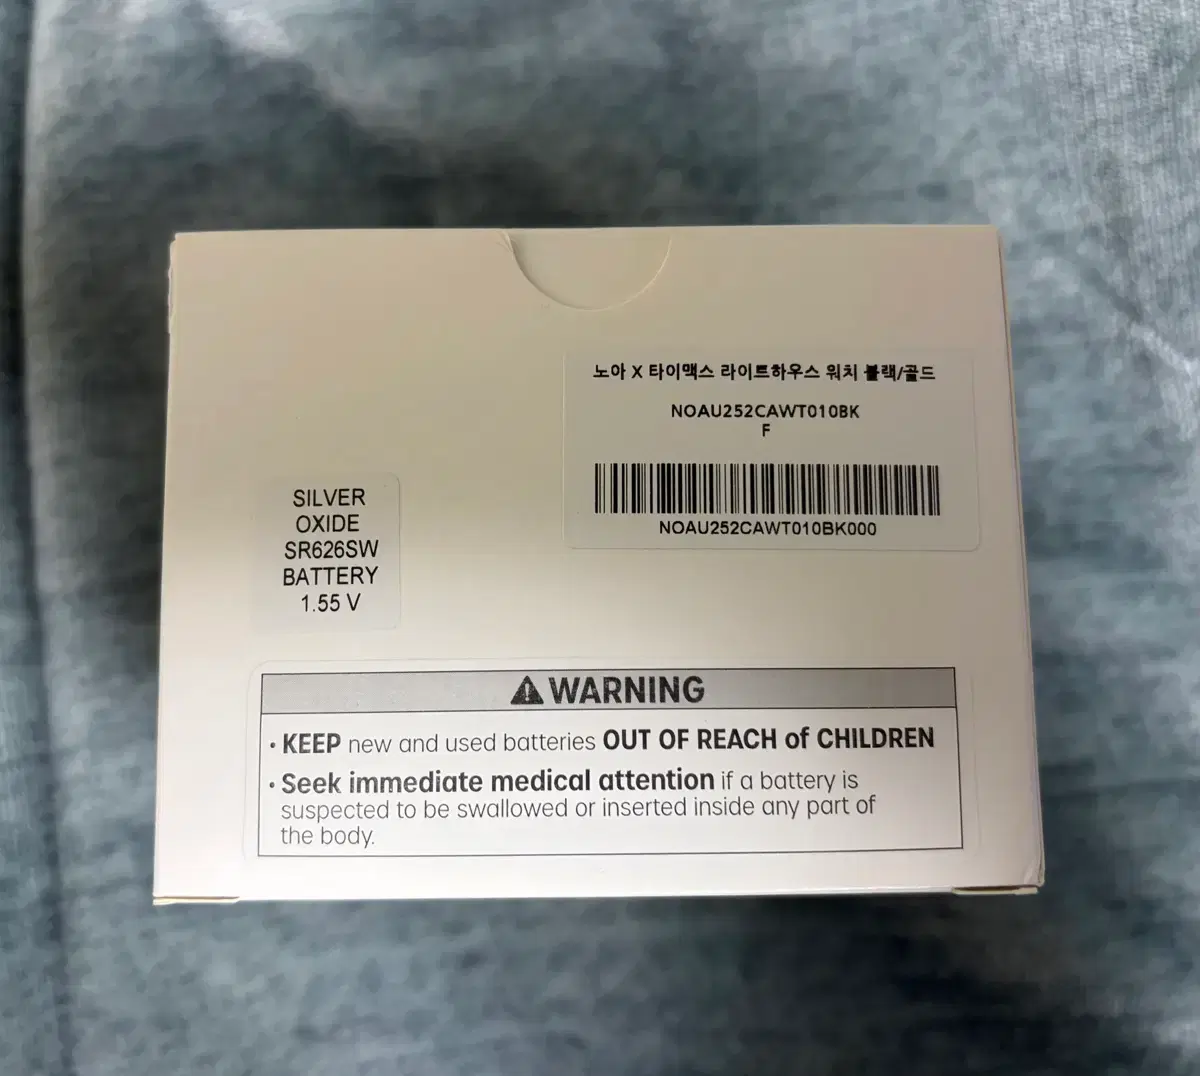 노아 X 타이맥스 라이트하우스 워치 블랙/골드
NOAU252CAWT010BK
F
NOAU252CAWT010BK000
SILVER
OXIDE
SR626SW
BATTERY
1.55 V
WARNING
• KEEP new and used batteries OUT OF REACH of CHILDREN
• Seek immediate medical attention if a battery is
suspected to be swallowed or inserted inside any part of
the body.